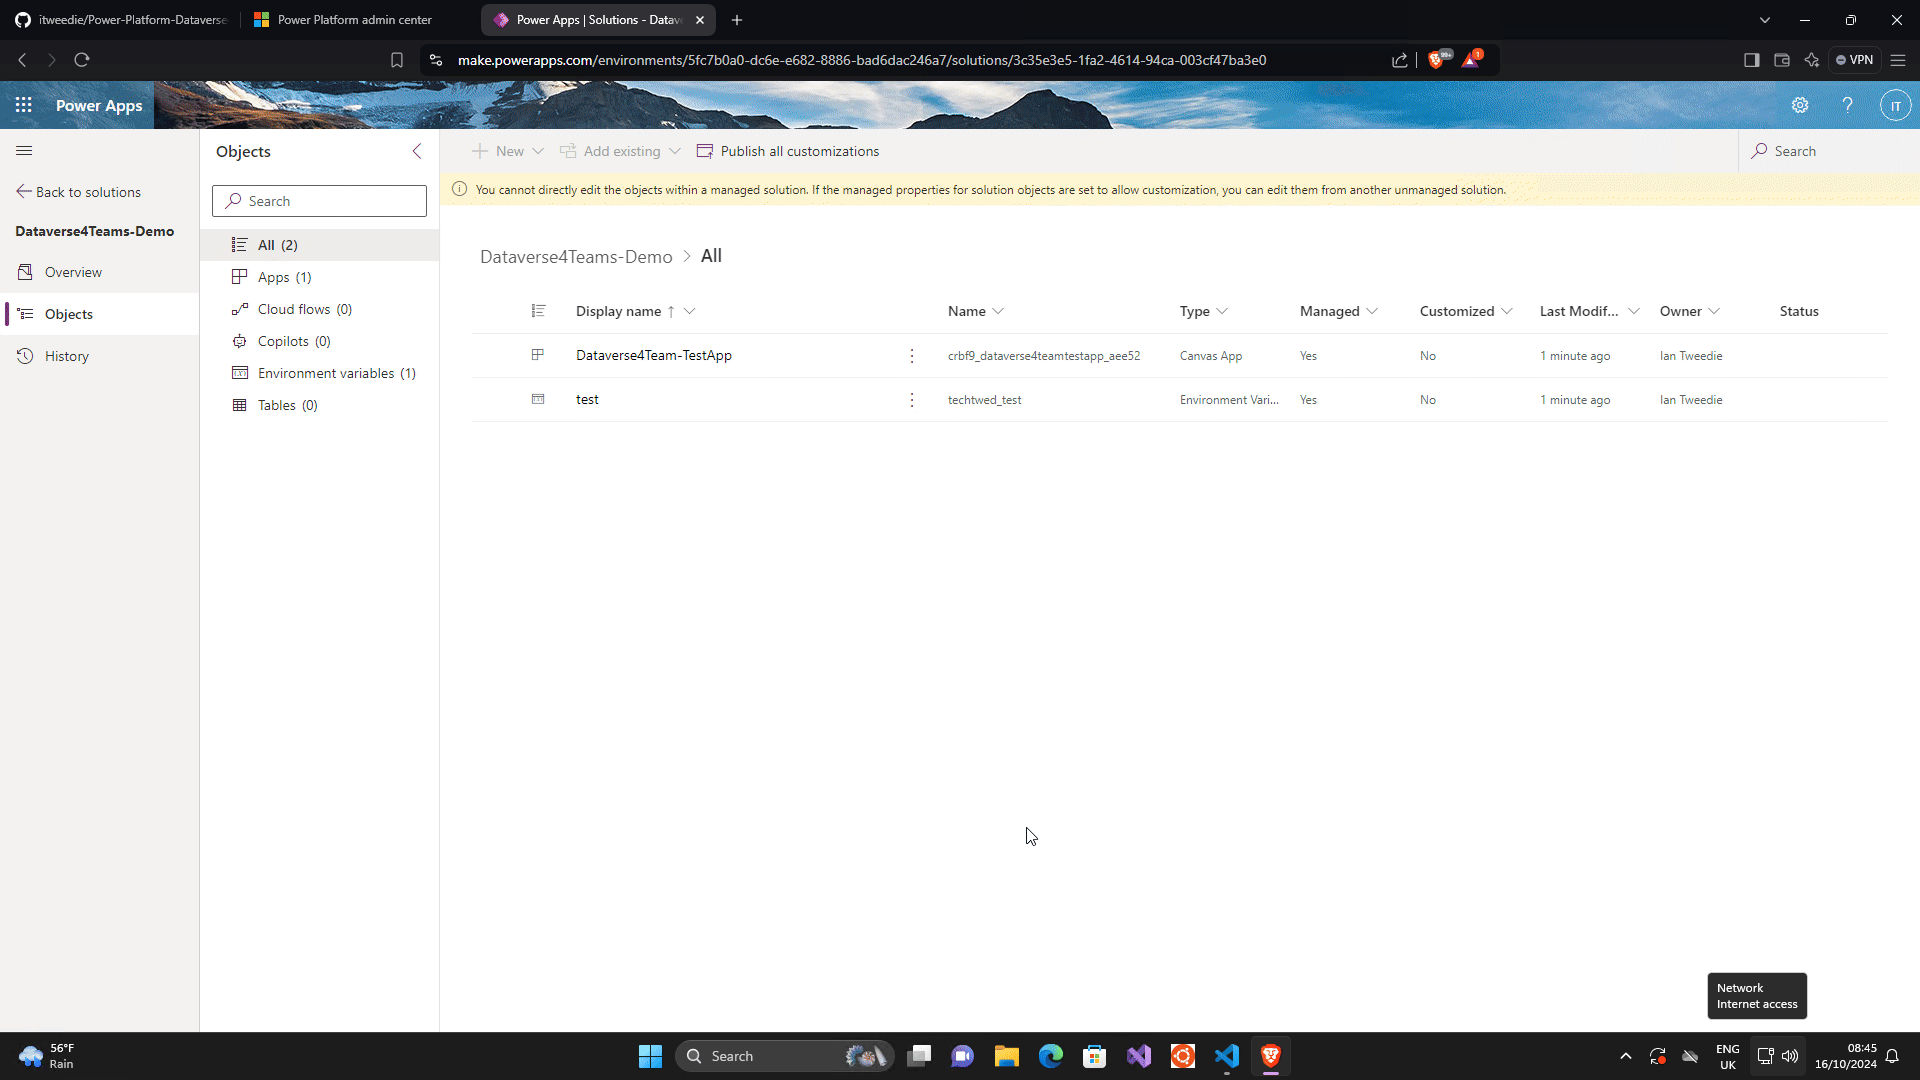 itweedie/Power-Platform-Dataverse
Power Platform admin center
Power Apps | Solutions - Datav
make.powerapps.com/environments/5fc7b0a0-dc6e-e682-8886-bad6dac246a7/solutions/3c35e3e5-1fa2-4614-94ca-003cf47ba3e0
99+
1
VPN
Power Apps
IT
Objects
New
Add existing
Publish all customizations
Search
Back to solutions
Search
You cannot directly edit the objects within a managed solution. If the managed properties for solution objects are set to allow customization, you can edit them from another unmanaged solution.
Dataverse4Teams-Demo
Overview
Objects
History
All (2)
Apps (1)
Cloud flows (0)
Copilots (0)
Environment variables (1)
Tables (0)
Dataverse4Teams-Demo > All
Display name ↑ Name Type Managed Customized Last Modif... Owner Status
Dataverse4Team-TestApp crbf9_dataverse4teamtestapp_aee52 Canvas App Yes No 1 minute ago Ian Tweedie
test techtwed_test Environment Vari... Yes No 1 minute ago Ian Tweedie
Network
Internet access
56°F
Rain
Search
ENG
UK
08:45
16/10/2024